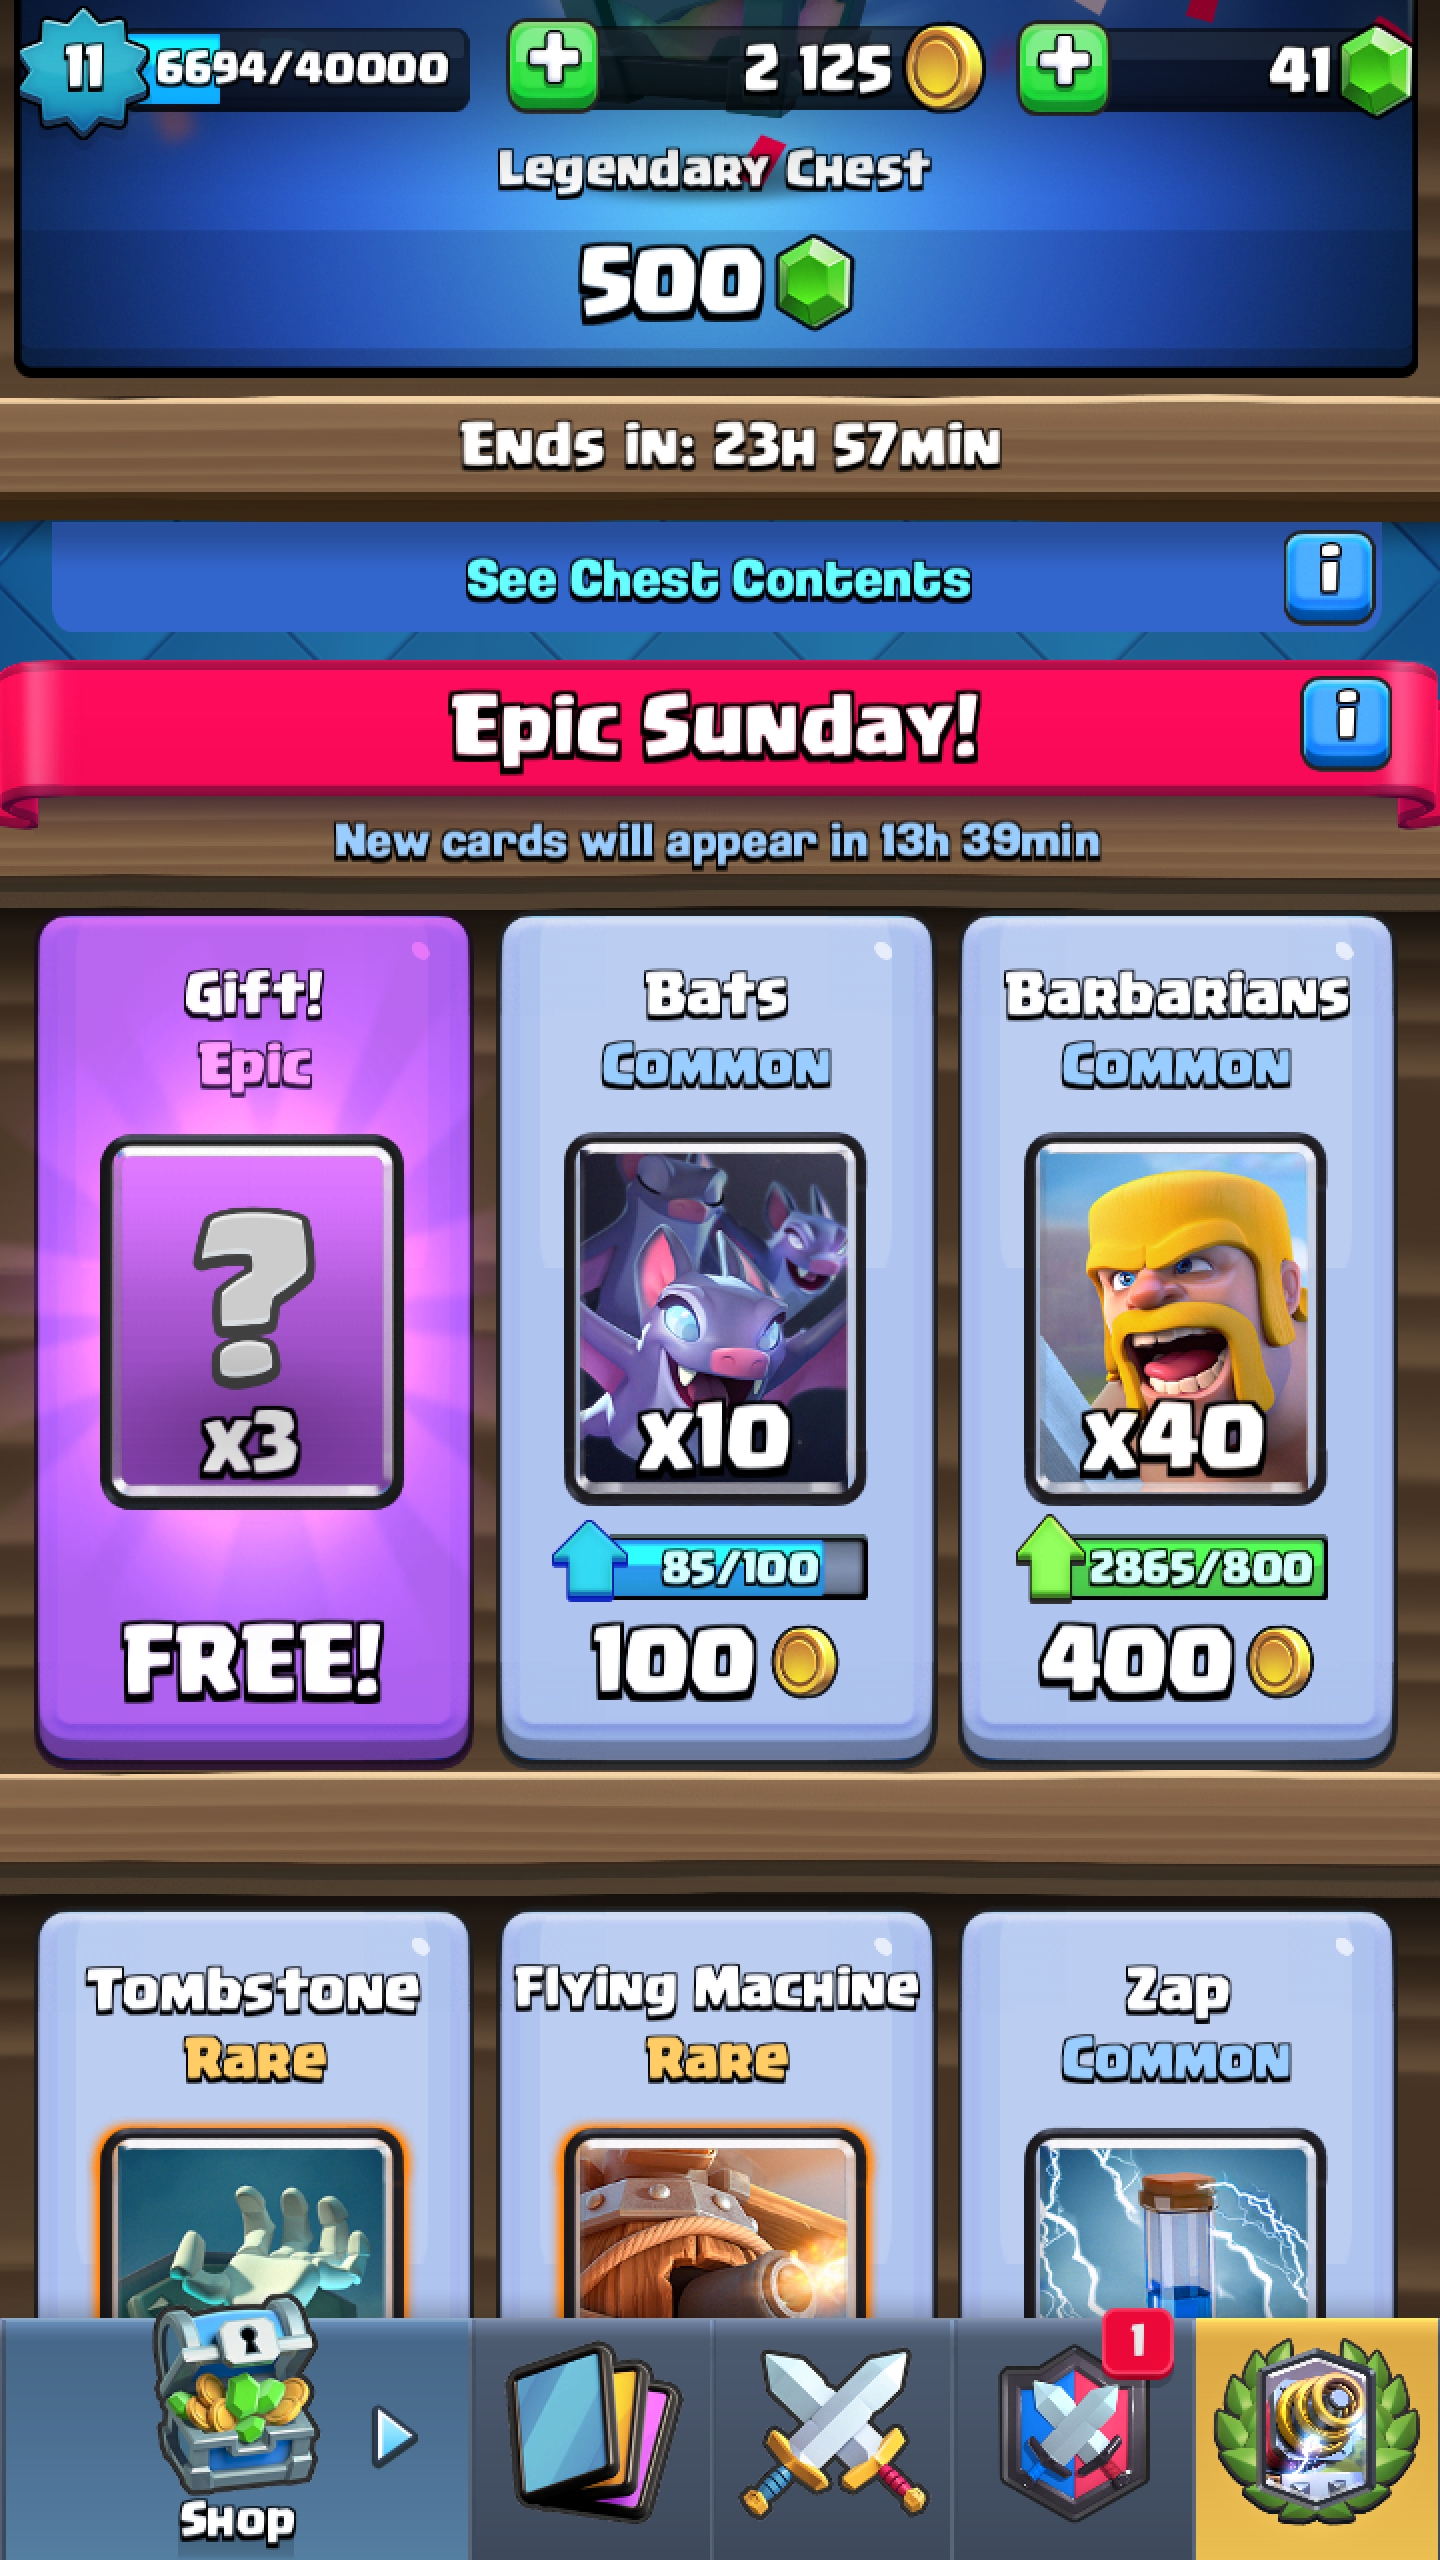 11 6694/40000 2 125 41
Legendary Chest
500
Ends in: 23h 57min
See Chest Contents i
Epic Sunday! i
New cards will appear in 13h 39min
Gift! Bats Barbarians
Epic Common Common
?
x3 x10 x40
85/100 2865/800
FREE! 100 400
Tombstone Flying Machine Zap
Rare Rare Common
1
Shop